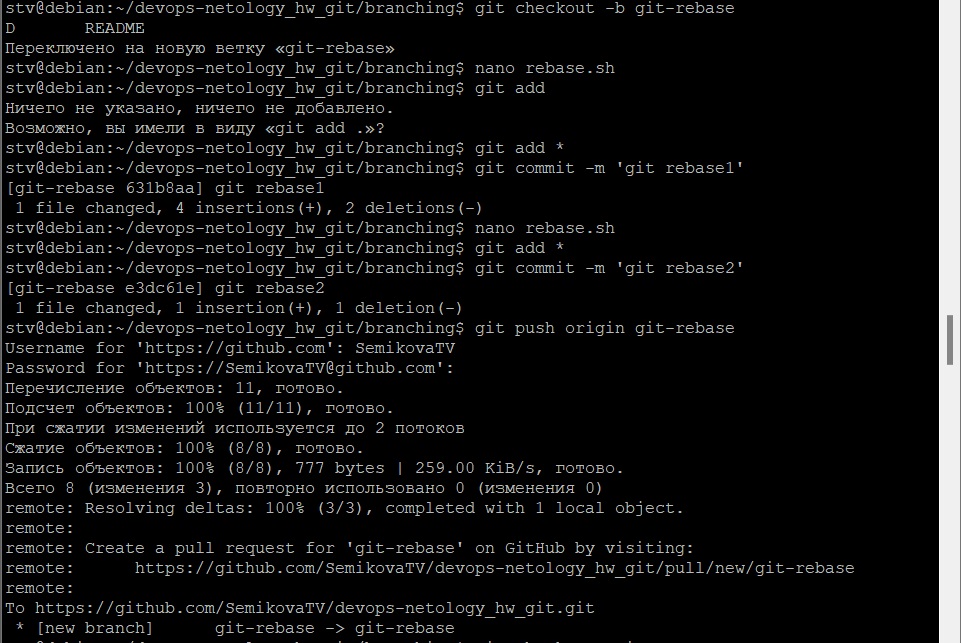 stv@debian:~/devops-netology_hw_git/branching$ git checkout -b git-rebase
D       README
Переключено на новую ветку «git-rebase»
stv@debian:~/devops-netology_hw_git/branching$ nano rebase.sh
stv@debian:~/devops-netology_hw_git/branching$ git add
Ничего не указано, ничего не добавлено.
Возможно, вы имели в виду «git add .»?
stv@debian:~/devops-netology_hw_git/branching$ git add *
stv@debian:~/devops-netology_hw_git/branching$ git commit -m 'git rebase1'
[git-rebase 631b8aa] git rebase1
 1 file changed, 4 insertions(+), 2 deletions(-)
stv@debian:~/devops-netology_hw_git/branching$ nano rebase.sh
stv@debian:~/devops-netology_hw_git/branching$ git add *
stv@debian:~/devops-netology_hw_git/branching$ git commit -m 'git rebase2'
[git-rebase e3dc61e] git rebase2
 1 file changed, 1 insertion(+), 1 deletion(-)
stv@debian:~/devops-netology_hw_git/branching$ git push origin git-rebase
Username for 'https://github.com': SemikovaTV
Password for 'https://SemikovaTV@github.com':
Перечисление объектов: 11, готово.
Подсчет объектов: 100% (11/11), готово.
При сжатии изменений используется до 2 потоков
Сжатие объектов: 100% (8/8), готово.
Запись объектов: 100% (8/8), 777 bytes | 259.00 KiB/s, готово.
Всего 8 (изменения 3), повторно использовано 0 (изменения 0)
remote: Resolving deltas: 100% (3/3), completed with 1 local object.
remote:
remote: Create a pull request for 'git-rebase' on GitHub by visiting:
remote:      https://github.com/SemikovaTV/devops-netology_hw_git/pull/new/git-rebase
remote:
To https://github.com/SemikovaTV/devops-netology_hw_git.git
 * [new branch]      git-rebase -> git-rebase